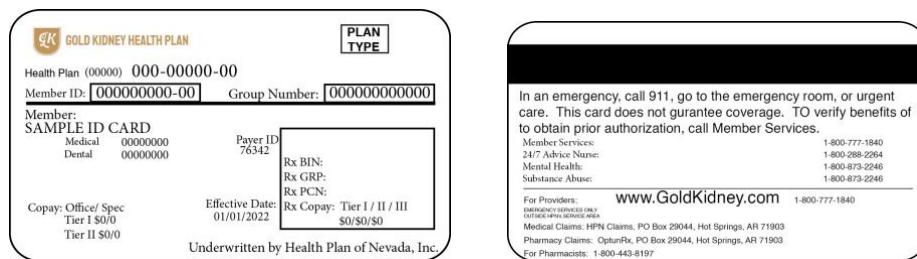 GK GOLD KIDNEY HEALTH PLAN
PLAN
TYPE
Health Plan (00000) 000-00000-00
Member ID: 000000000-00 Group Number: 000000000000
Member:
SAMPLE ID CARD
Medical 00000000
Dental 00000000
Payer ID
76342
Rx BIN:
Rx GRP:
Rx PCN:
Copay: Office/ Spec
Tier I $0/0
Tier II $0/0
Effective Date:
01/01/2022
Rx Copay: Tier I / II / III
$0/$0/$0
Underwritten by Health Plan of Nevada, Inc.
In an emergency, call 911, go to the emergency room, or urgent
care. This card does not gurantee coverage. TO verify benefits of
to obtain prior authorization, call Member Services.
Member Services: 1-800-777-1840
24/7 Advice Nurse: 1-800-288-2264
Mental Health: 1-800-873-2246
Substance Abuse: 1-800-873-2246
For Providers: www.GoldKidney.com 1-800-777-1840
EMERGENCY SERVICES ONLY
OUTSIDE HPN\ SERVICE AREA
Medical Claims: HPN Claims, PO Box 29044, Hot Springs, AR 71903
Pharmacy Claims: OptunRx, PO Box 29044, Hot Springs, AR 71903
For Pharmacists: 1-800-443-8197